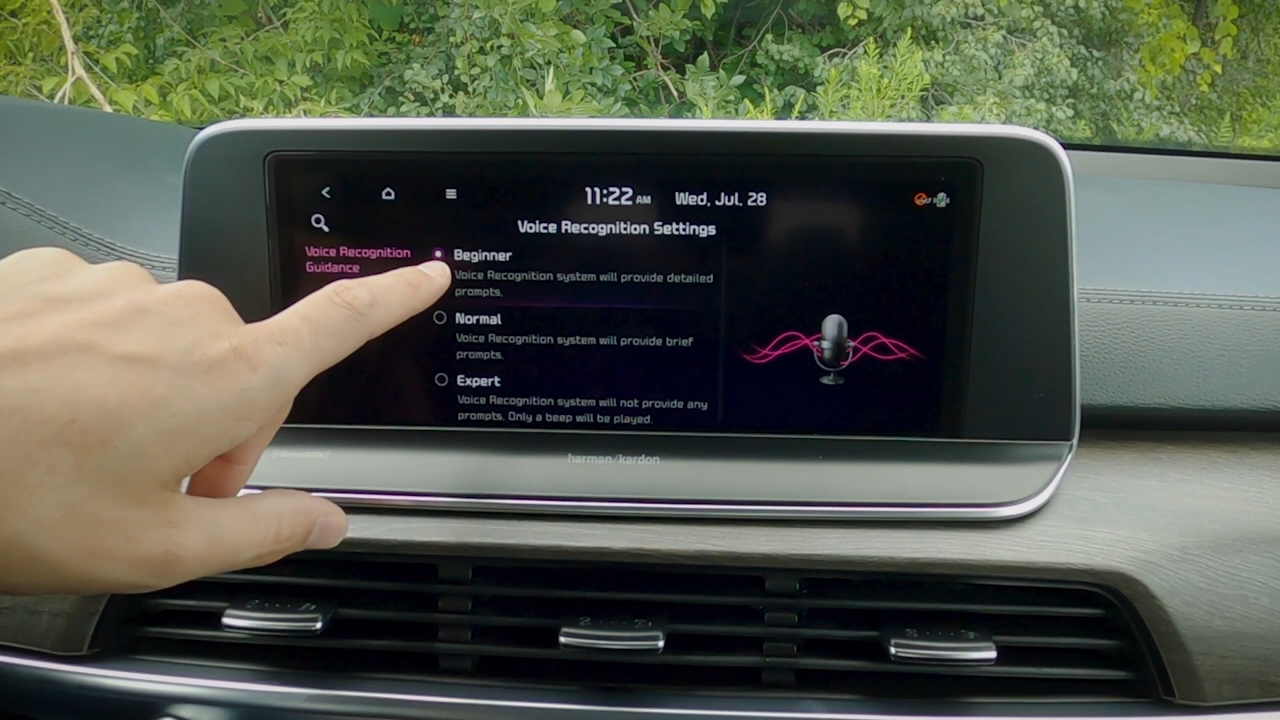 11:22 AM Wed, Jul. 28
Voice Recognition Settings
Voice Recognition
Guidance
Beginner
Voice Recognition system will provide detailed
prompts.
Normal
Voice Recognition system will provide brief
prompts.
Expert
Voice Recognition system will not provide any
prompts. Only a beep will be played.
harman/kardon